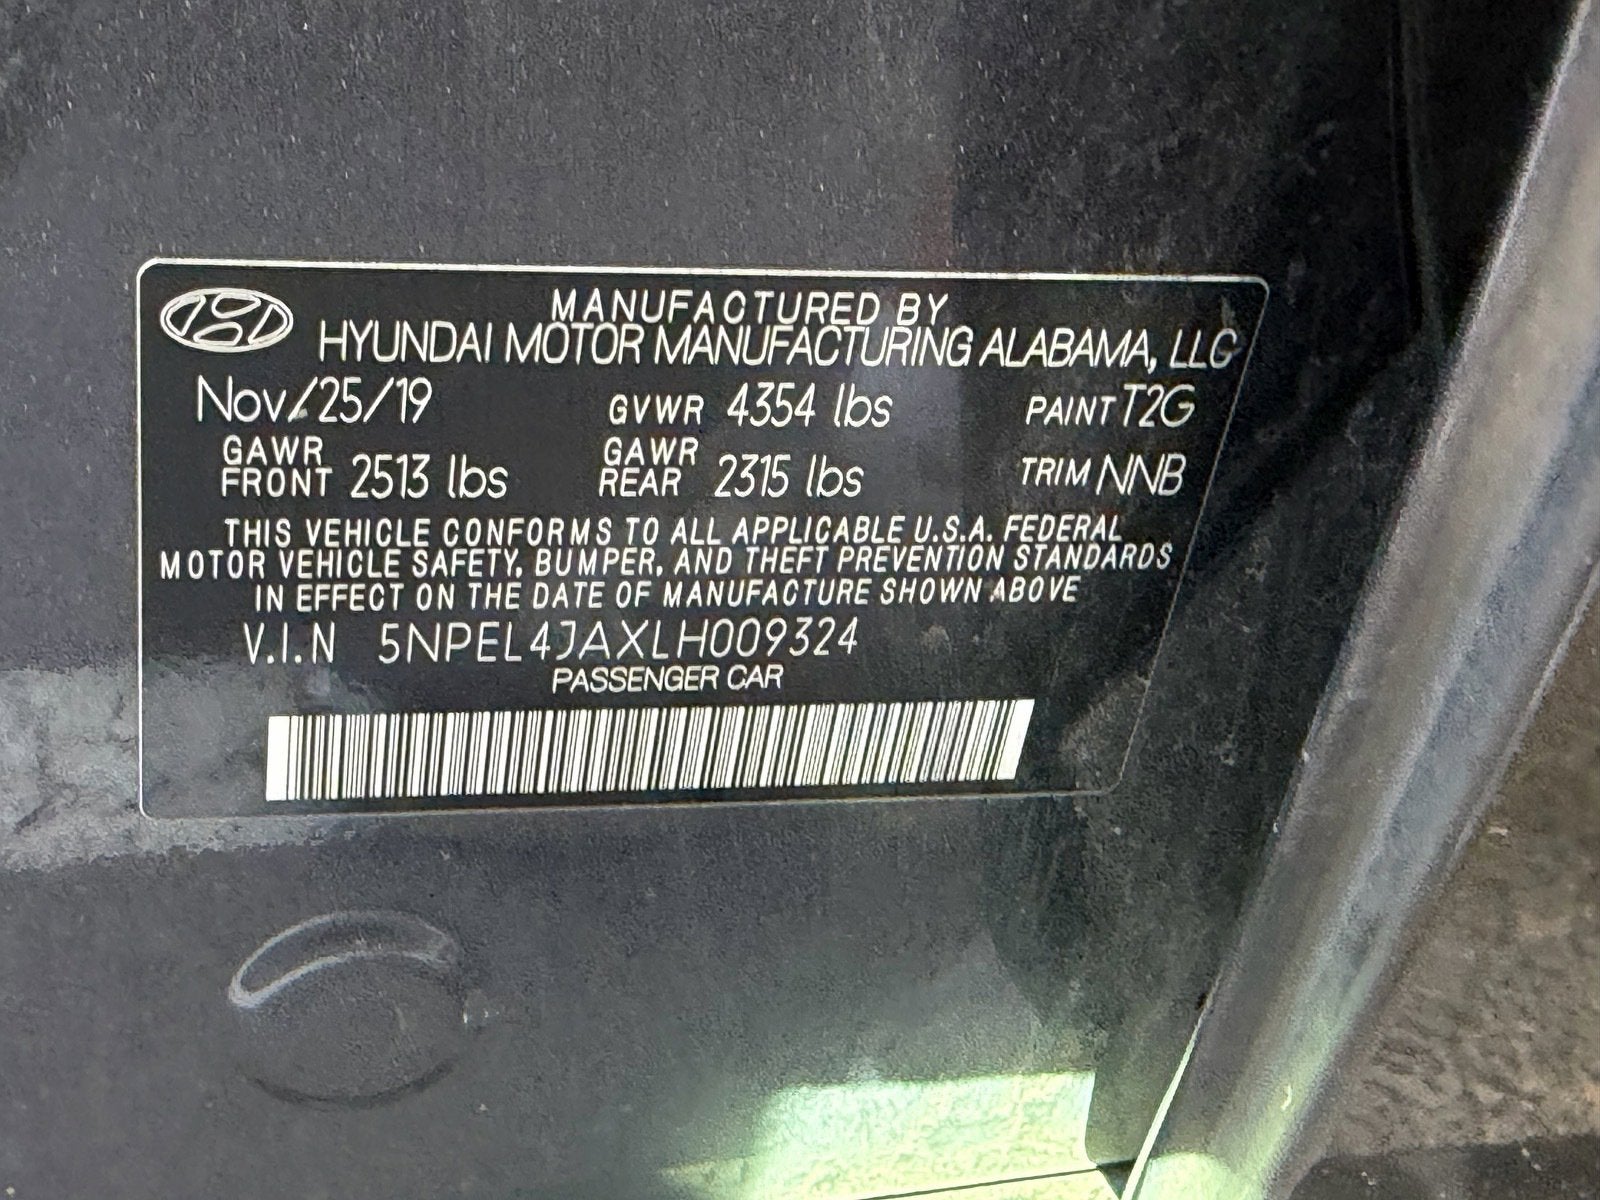 MANUFACTURED BY
HYUNDAI MOTOR MANUFACTURING ALABAMA, LLC
Nov/25/19 GVWR 4354 lbs PAINT T2G
GAWR FRONT 2513 lbs GAWR REAR 2315 lbs TRIM NNB
THIS VEHICLE CONFORMS TO ALL APPLICABLE U.S.A. FEDERAL
MOTOR VEHICLE SAFETY, BUMPER, AND THEFT PREVENTION STANDARDS
IN EFFECT ON THE DATE OF MANUFACTURE SHOWN ABOVE
V.I.N 5NPEL4JAXLH009324
PASSENGER CAR